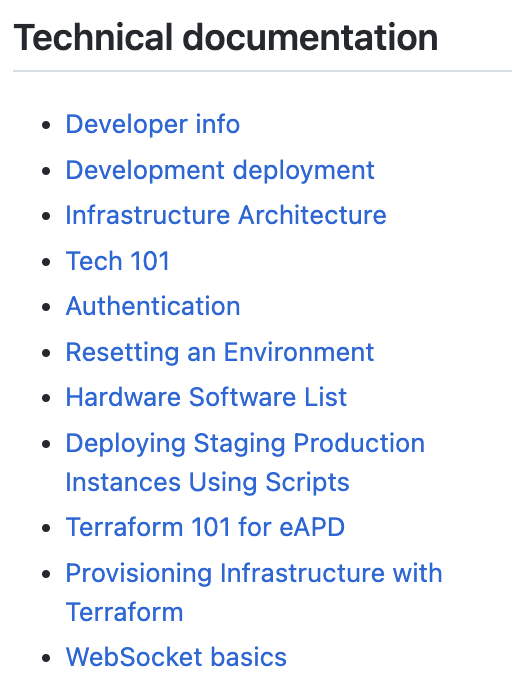 Technical documentation
• Developer info
• Development deployment
• Infrastructure Architecture
• Tech 101
• Authentication
• Resetting an Environment
• Hardware Software List
• Deploying Staging Production
Instances Using Scripts
• Terraform 101 for eAPD
• Provisioning Infrastructure with
Terraform
• WebSocket basics